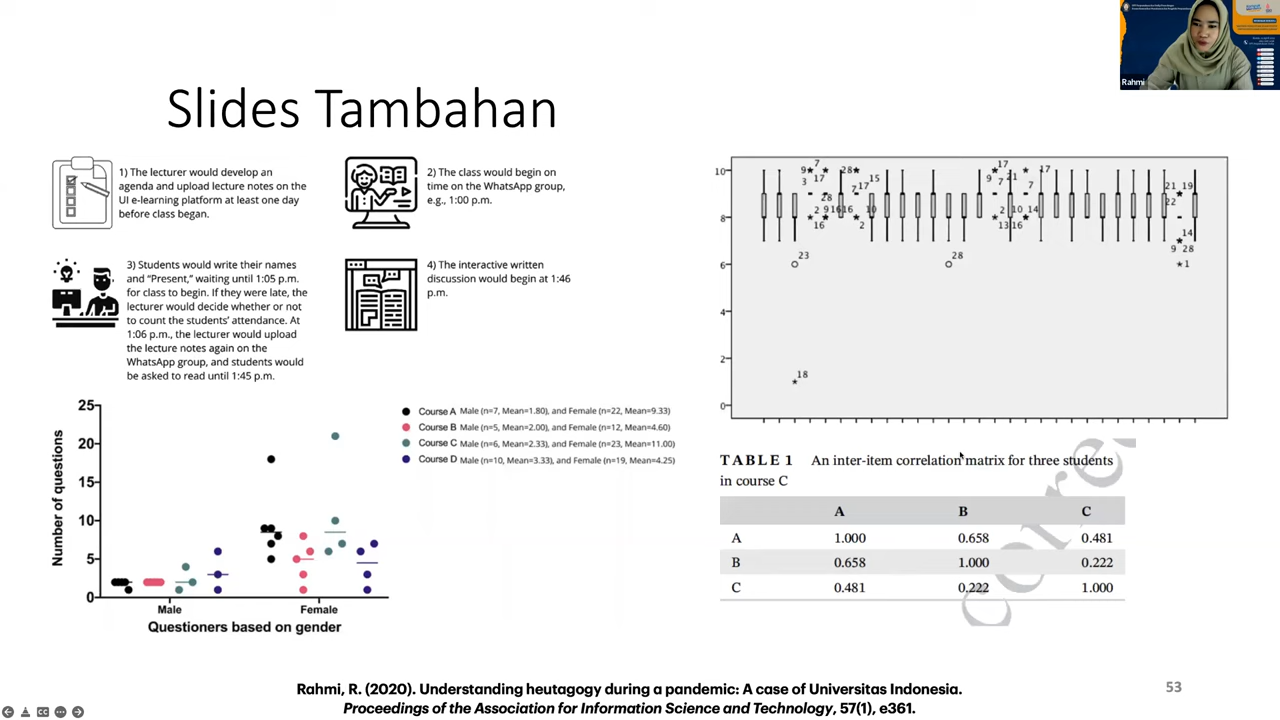 Rahmi
Slides Tambahan
1) The lecturer would develop an
agenda and upload lecture notes on the
UI e-learning platform at least one day
before class began.
2) The class would begin on
time on the WhatsApp group,
e.g., 1:00 p.m.
3) Students would write their names
and “Present,” waiting until 1:05 p.m.
for class to begin. If they were late, the
lecturer would decide whether or not
to count the students’ attendance. At
1:06 p.m., the lecturer would upload
the lecture notes again on the
WhatsApp group, and students would
be asked to read until 1:45 p.m.
4) The interactive written
discussion would begin at 1:46
p.m.
25
20
15
10
5
0
Number of questions
Male
Female
Questioners based on gender
Course A Male (n=7, Mean=1.80), and Female (n=22, Mean=9.33)
Course B Male (n=5, Mean=2.00), and Female (n=12, Mean=4.60)
Course C Male (n=6, Mean=2.33), and Female (n=23, Mean=11.00)
Course D Male (n=10, Mean=3.33), and Female (n=19, Mean=4.25)
10
8
6
4
2
0
23
28
18
TABLE 1 An inter-item correlation matrix for three students
in course C
A B C
A 1.000 0.658 0.481
B 0.658 1.000 0.222
C 0.481 0.222 1.000
Rahmi, R. (2020). Understanding heutagogy during a pandemic: A case of Universitas Indonesia.
Proceedings of the Association for Information Science and Technology, 57(1), e361.
53